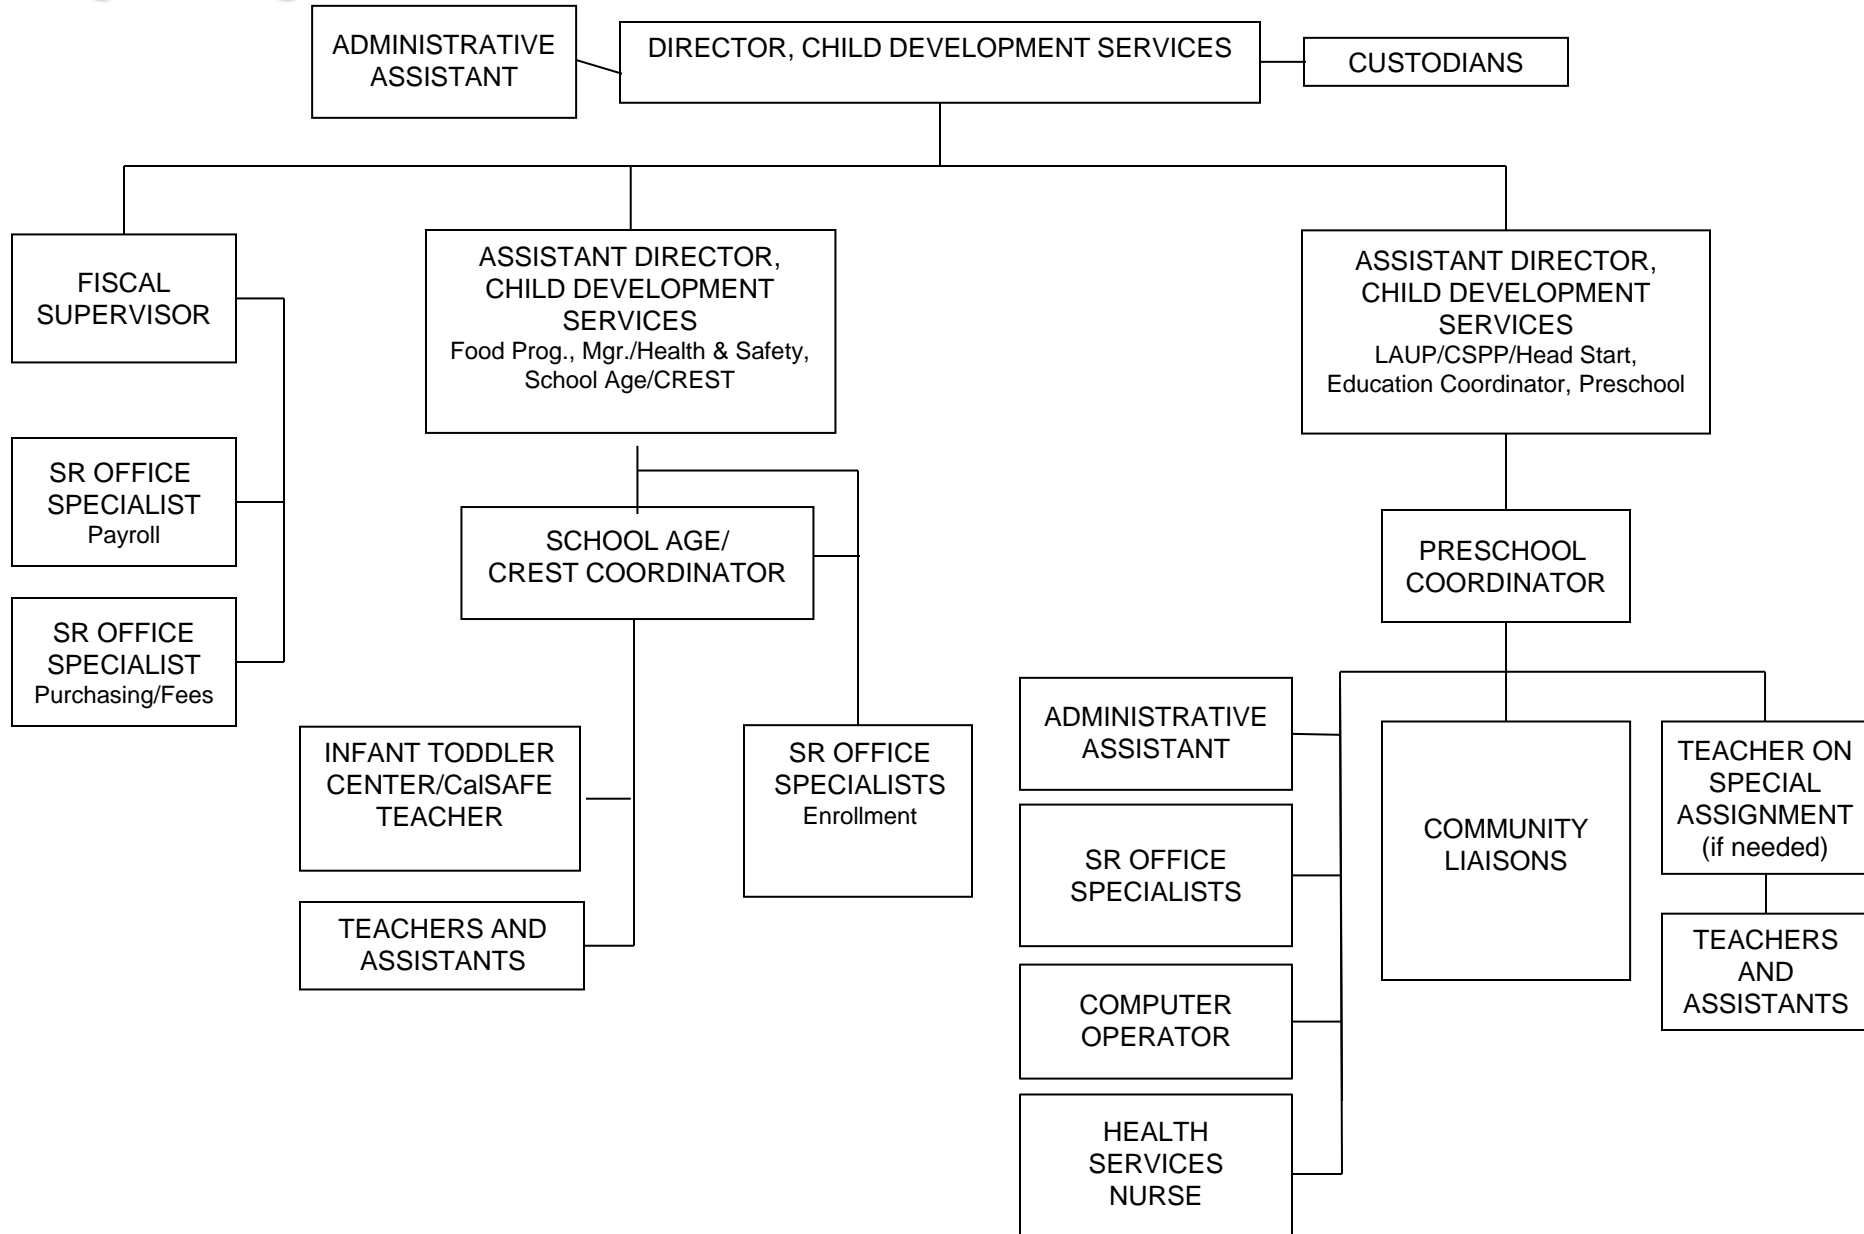 ADMINISTRATIVE
ASSISTANT
DIRECTOR, CHILD DEVELOPMENT SERVICES
CUSTODIANS
FISCAL
SUPERVISOR
SR OFFICE
SPECIALIST
Payroll
SR OFFICE
SPECIALIST
Purchasing/Fees
ASSISTANT DIRECTOR,
CHILD DEVELOPMENT
SERVICES
Food Prog., Mgr./Health & Safety,
School Age/CREST
SCHOOL AGE/
CREST COORDINATOR
INFANT TODDLER
CENTER/CalSAFE
TEACHER
TEACHERS AND
ASSISTANTS
SR OFFICE
SPECIALISTS
Enrollment
ASSISTANT DIRECTOR,
CHILD DEVELOPMENT
SERVICES
LAUP/CSPP/Head Start,
Education Coordinator, Preschool
PRESCHOOL
COORDINATOR
ADMINISTRATIVE
ASSISTANT
SR OFFICE
SPECIALISTS
COMPUTER
OPERATOR
HEALTH
SERVICES
NURSE
COMMUNITY
LIAISONS
TEACHER ON
SPECIAL
ASSIGNMENT
(if needed)
TEACHERS
AND
ASSISTANTS